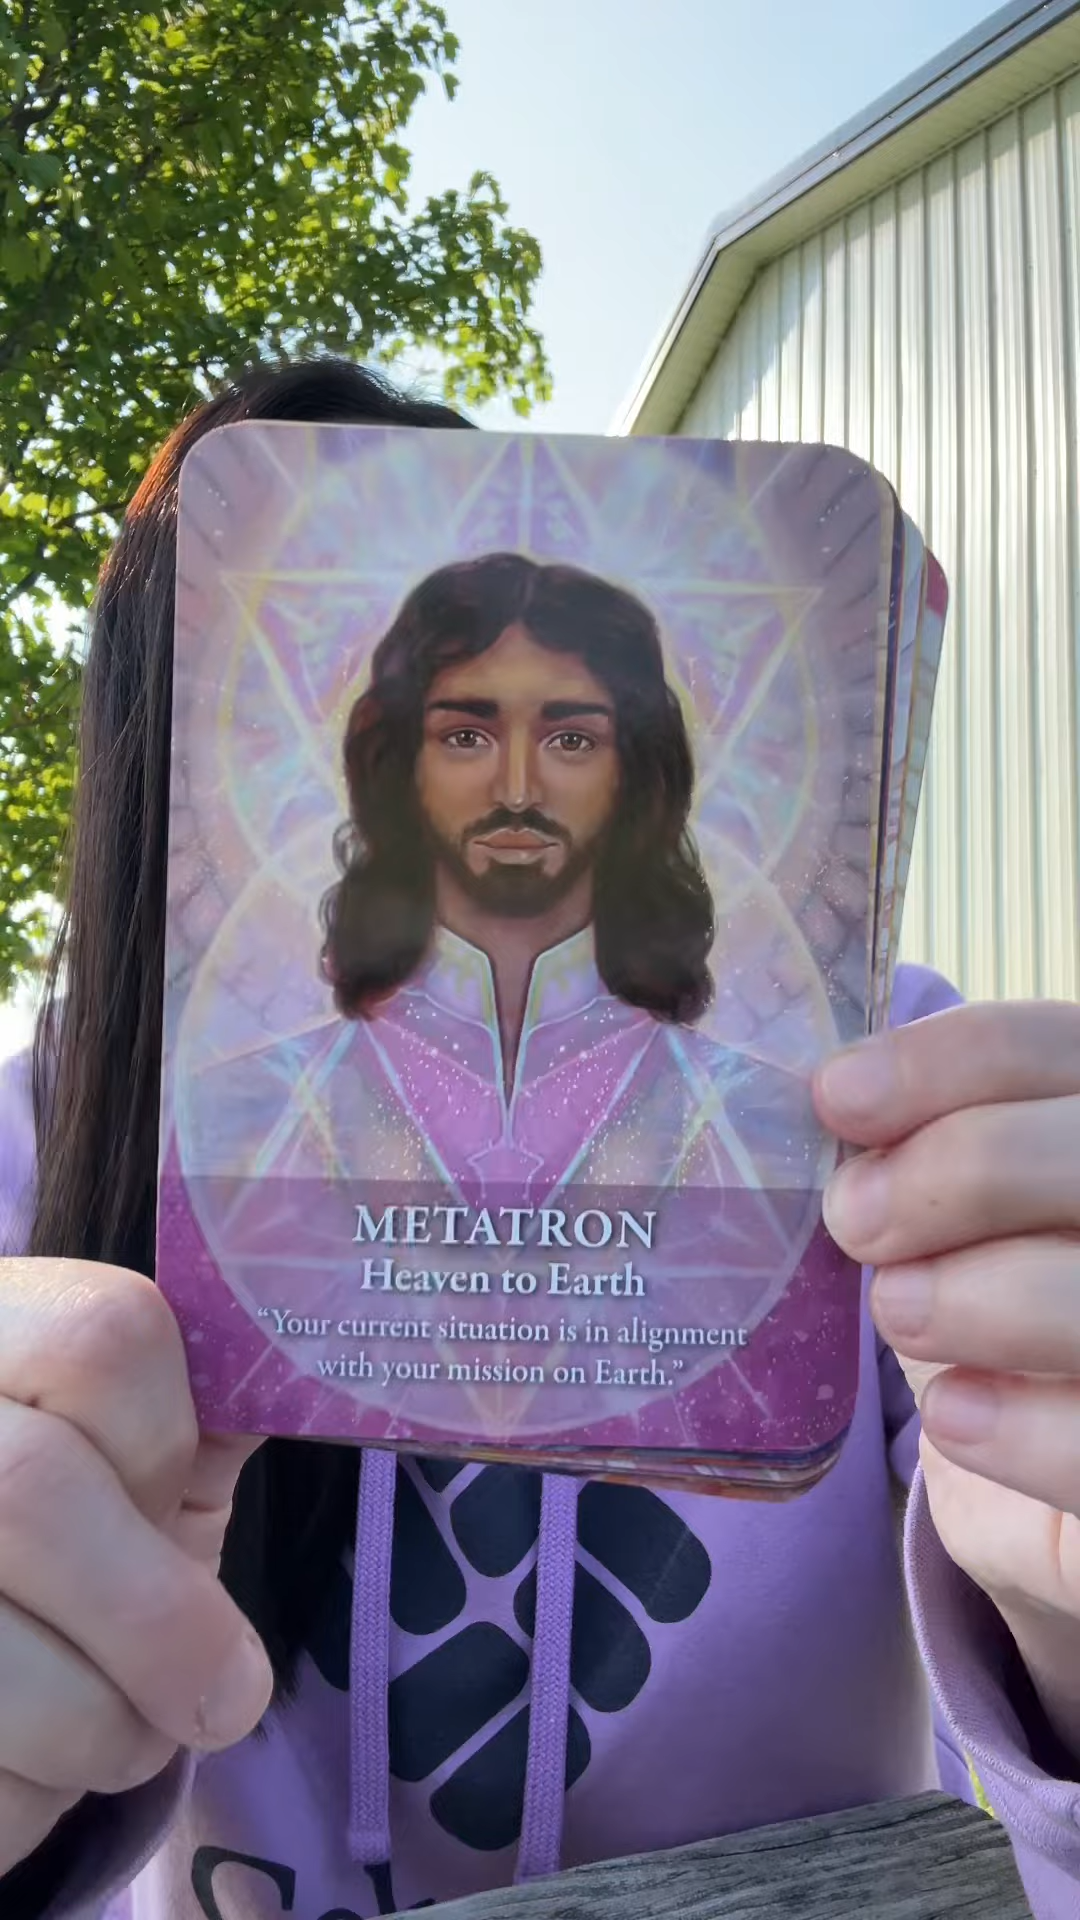 METATRON
Heaven to Earth
“Your current situation is in alignment
with your mission on Earth.”